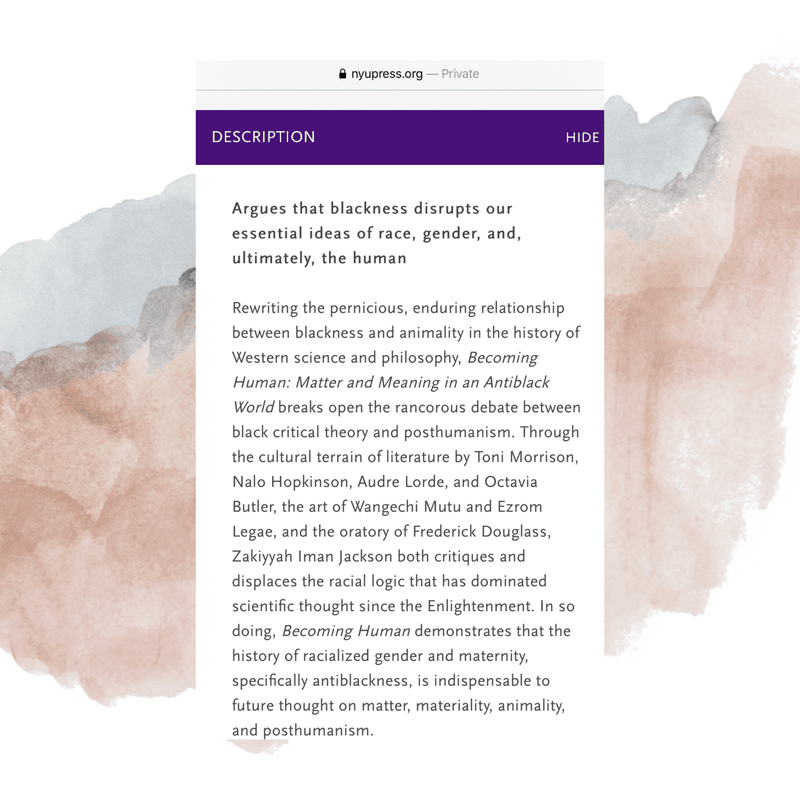 nyupress.org — Private
DESCRIPTION
HIDE
Argues that blackness disrupts our
essential ideas of race, gender, and,
ultimately, the human
Rewriting the pernicious, enduring relationship
between blackness and animality in the history of
Western science and philosophy, Becoming
Human: Matter and Meaning in an Antiblack
World breaks open the rancorous debate between
black critical theory and posthumanism. Through
the cultural terrain of literature by Toni Morrison,
Nalo Hopkinson, Audre Lorde, and Octavia
Butler, the art of Wangechi Mutu and Ezrom
Legae, and the oratory of Frederick Douglass,
Zakiyyah Iman Jackson both critiques and
displaces the racial logic that has dominated
scientific thought since the Enlightenment. In so
doing, Becoming Human demonstrates that the
history of racialized gender and maternity,
specifically antiblackness, is indispensable to
future thought on matter, materiality, animality,
and posthumanism.